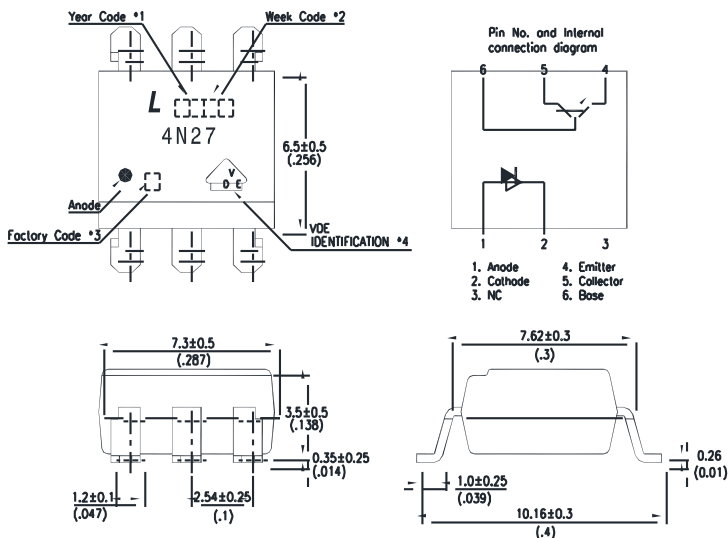 Year Code *1
Week Code *2
L
4N27
6.5±0.5
(.256)
V
D E
Anode
Factory Code *3
VDE
IDENTIFICATION *4
Pin No. and Internal
connection diagram
6 5 4
1 2 3
1. Anode
2. Cathode
3. NC
4. Emitter
5. Collector
6. Base
7.3±0.5
(.287)
3.5±0.5
(.138)
0.35±0.25
(.014)
1.2±0.1
(.047)
2.54±0.25
(.1)
7.62±0.3
(.3)
0.26
(0.01)
1.0±0.25
(.039)
10.16±0.3
(.4)